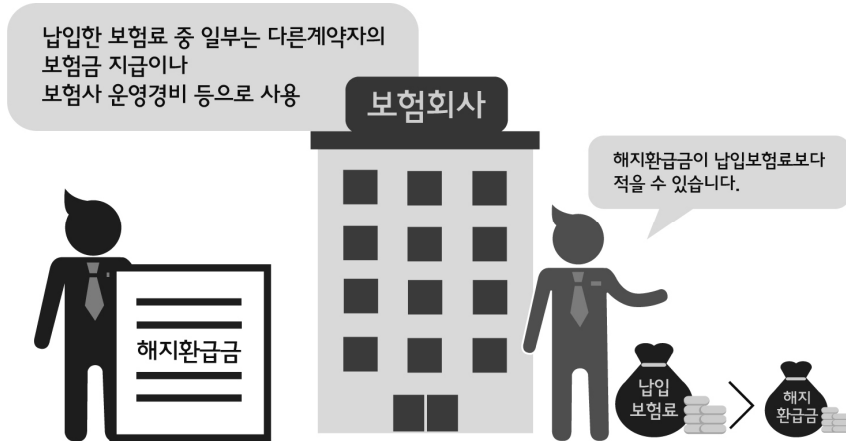 납입한 보험료 중 일부는 다른계약자의
보험금 지급이나
보험사 운영경비 등으로 사용
보험회사
해지환급금이 납입보험료보다
적을 수 있습니다.
해지환급금
납입
보험료
>
해지
환급금